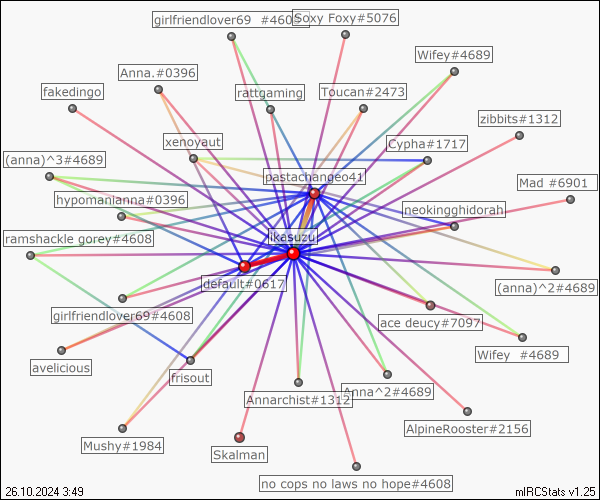 girlfriendlover69 #4608
Soxy Foxy#5076
Wifey#4689
Anna.#0396
fakedingo
rattgaming
Toucan#2473
zibbits#1312
xenoyaut
Cypha#1717
(anna)^3#4689
pastachange041
Mad #6901
hypomanianna#0396
neokingghidorah
ramshackle gorey#4608
ikasuzu
default#0617
(anna)^2#4689
girlfriendlover69#4608
ace deucy#7097
Wifey #4689
avelicious
frisout
Annarchist#1312
Anna^2#4689
AlpineRooster#2156
Mushy#1984
Skalman
no cops no laws no hope#4608
26.10.2024 3:49
mIRCStats v1.25